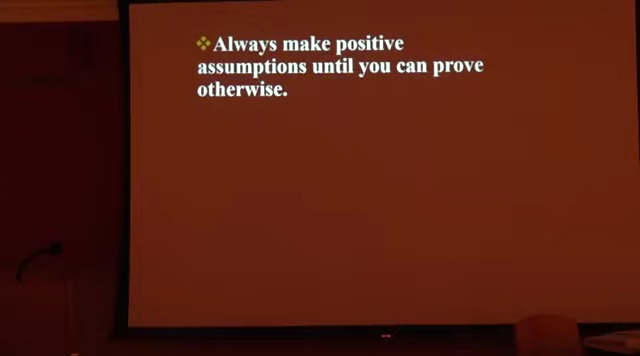 ❖Always make positive
assumptions until you can prove
otherwise.